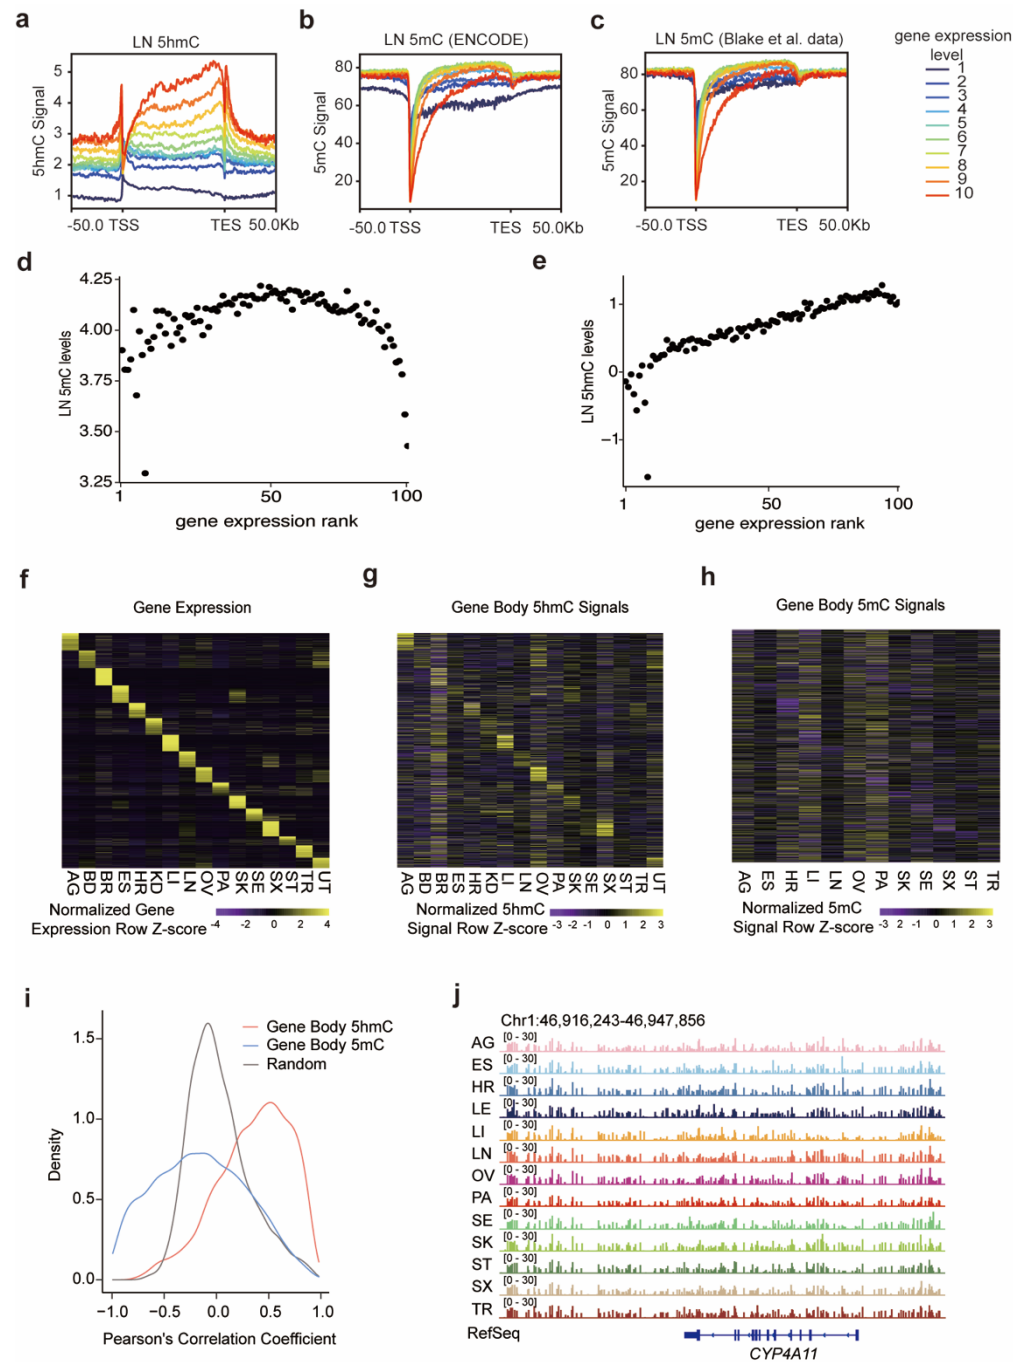 a
LN 5hmC
5hmC Signal
5
4
3
2
1
-50.0 TSS
TES 50.0Kb
b
LN 5mC (ENCODE)
5mC Signal
80
60
40
20
-50.0 TSS
TES 50.0Kb
c
LN 5mC (Blake et al. data)
5mC Signal
80
60
40
20
-50.0 TSS
TES 50.0Kb
gene expression
level
1
2
3
4
5
6
7
8
9
10
d
LN 5mC levels
4.25
4.00
3.75
3.50
3.25
1
50
100
gene expression rank
e
LN 5hmC levels
1
0
−1
1
50
100
gene expression rank
f
Gene Expression
AG BD BR ES HR KD LI LN OV PA SK SE SX ST TR UT
Normalized Gene
Expression Row Z-score
-4 -2 0 2 4
g
Gene Body 5hmC Signals
AG BD BR ES HR KD LI LN OV PA SK SE SX ST TR UT
Normalized 5hmC
Signal Row Z-score
-3 -2 -1 0 1 2 3
h
Gene Body 5mC Signals
AG ES HR LI LN OV PA SK SE SX ST TR
Normalized 5mC
Signal Row Z-score
-3 2 -1 0 1 2 3
i
Density
1.5
1.0
0.5
0.0
Gene Body 5hmC
Gene Body 5mC
Random
−1.0 −0.5 0.0 0.5 1.0
Pearson's Correlation Coefficient
j
Chr1:46,916,243-46,947,856
AG [0 - 30]
ES [0 - 30]
HR [0 - 30]
LE [0 - 30]
LI [0 - 30]
LN [0 - 30]
OV [0 - 30]
PA [0 - 30]
SE [0 - 30]
SK [0 - 30]
ST [0 - 30]
SX [0 - 30]
TR [0 - 30]
RefSeq
CYP4A11